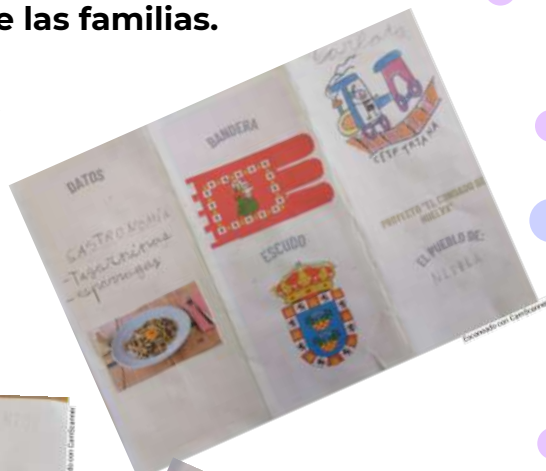 e las familias.
DATOS
GASTRONOMÍA
-Tagarninas
-espárragos
BANDERA
ESCUDO
CEIP TRIANA
PROYECTO "EL CONDADO DE
HUELVA"
EL PUEBLO DE:
NIEBLA
Escaneado con CamScanner